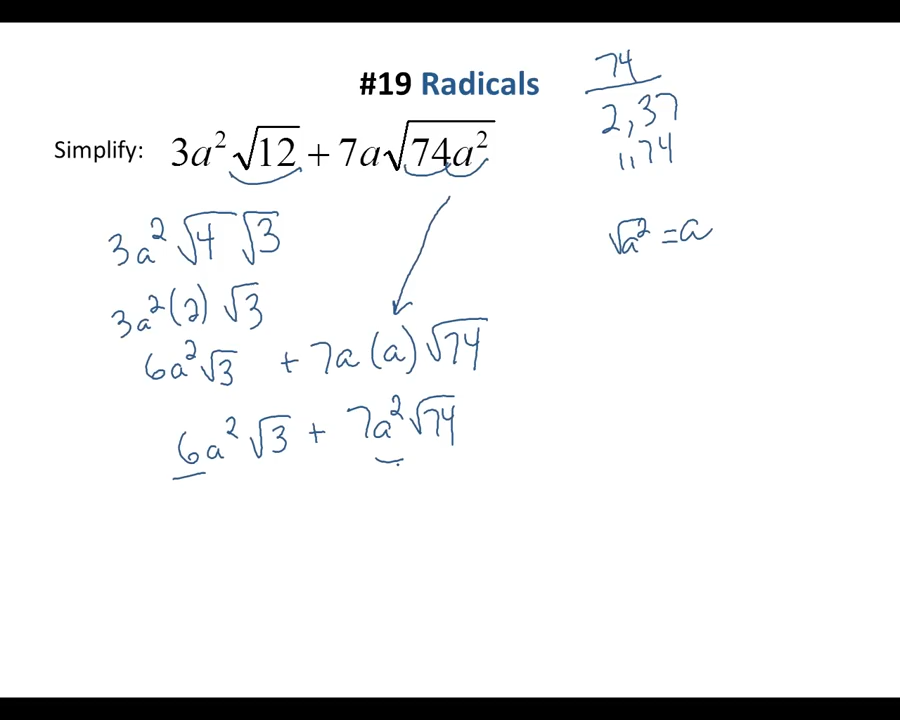 #19 Radicals
Simplify: 3a² √12 + 7a√74a²
74
2, 37
1, 74
√a² = a
3a² √4 √3
3a² (2) √3
6a² √3 + 7a (a) √74
6a² √3 + 7a² √74